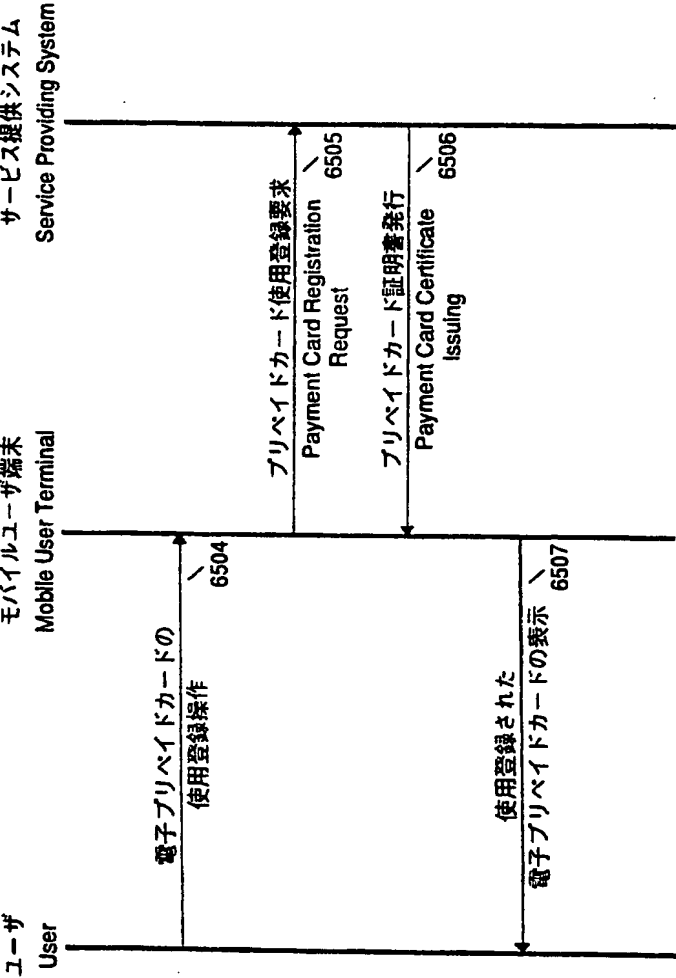 ユーザ
User
モバイルユーザ端末
Mobile User Terminal
サービス提供システム
Service Providing System
電子プリペイドカードの
使用登録操作
6504
プリペイドカード使用登録要求
Payment Card Registration
Request
6505
プリペイドカード証明書発行
Payment Card Certificate
Issuing
6506
使用登録された
電子プリペイドカードの表示
6507